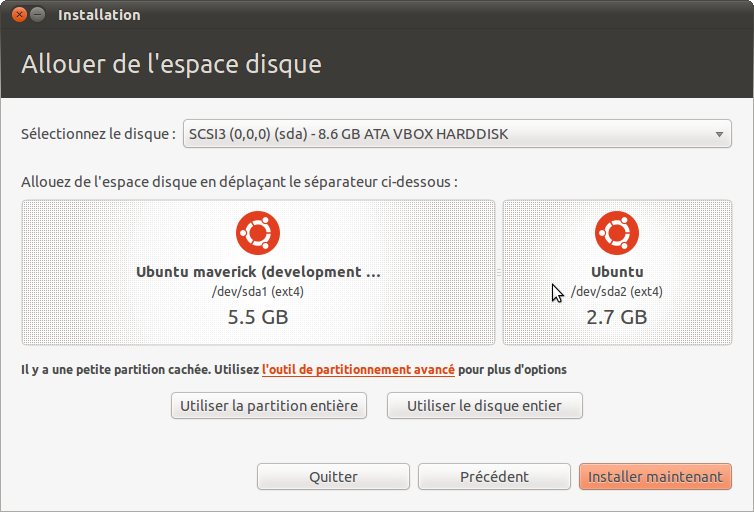 Installation
Allouer de l'espace disque
Sélectionnez le disque :
SCSI3 (0,0,0) (sda) - 8.6 GB ATA VBOX HARDDISK
Allouez de l'espace disque en déplaçant le séparateur ci-dessous :
Ubuntu maverick (development ...
/dev/sda1 (ext4)
5.5 GB
Ubuntu
/dev/sda2 (ext4)
2.7 GB
Il y a une petite partition cachée. Utilisez l'outil de partitionnement avancé pour plus d'options
Utiliser la partition entière
Utiliser le disque entier
Quitter
Précédent
Installer maintenant